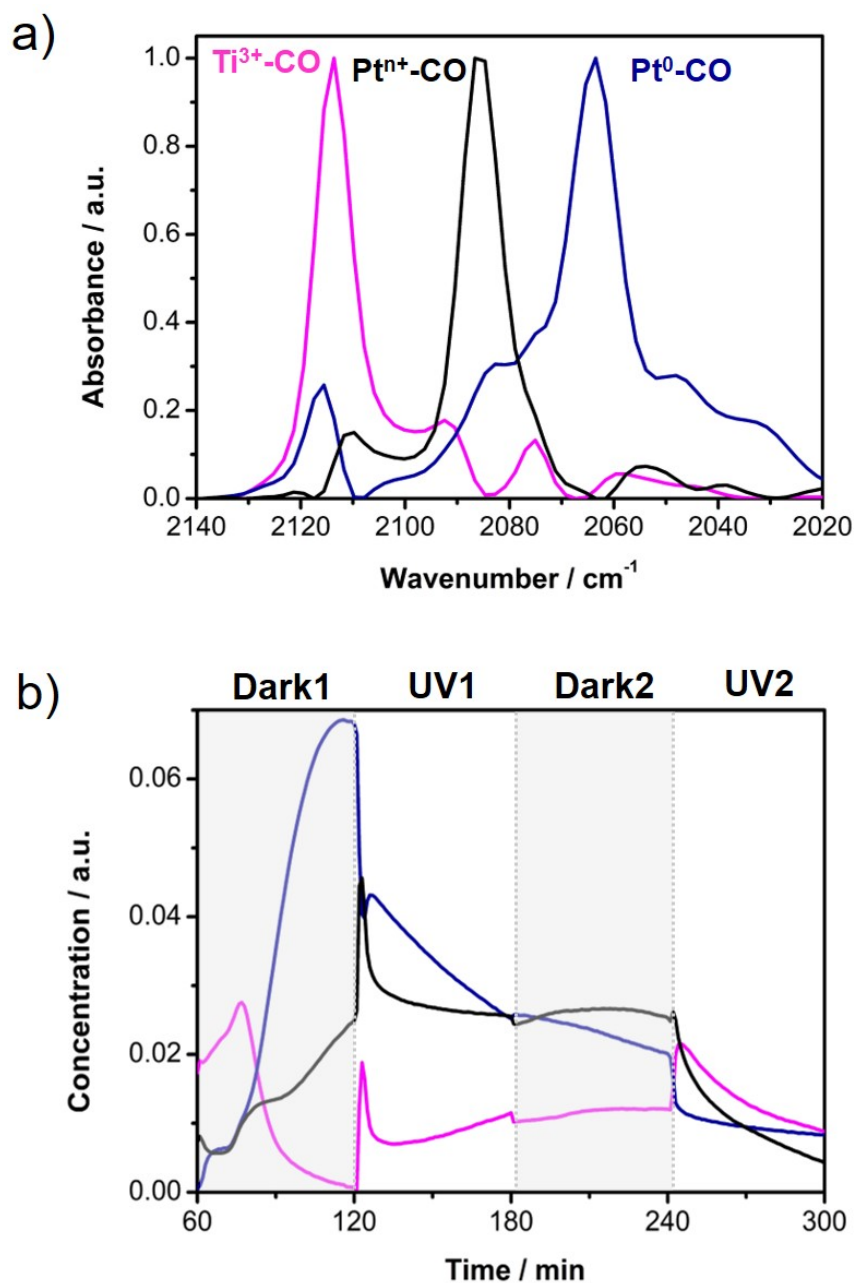 a)
Ti³⁺-CO Ptⁿ⁺-CO Pt⁰-CO
1.0
0.8
0.6
0.4
0.2
0.0
Absorbance / a.u.
2140 2120 2100 2080 2060 2040 2020
Wavenumber / cm⁻¹
b)
Dark1 UV1 Dark2 UV2
0.06
0.04
0.02
0.00
Concentration / a.u.
60 120 180 240 300
Time / min